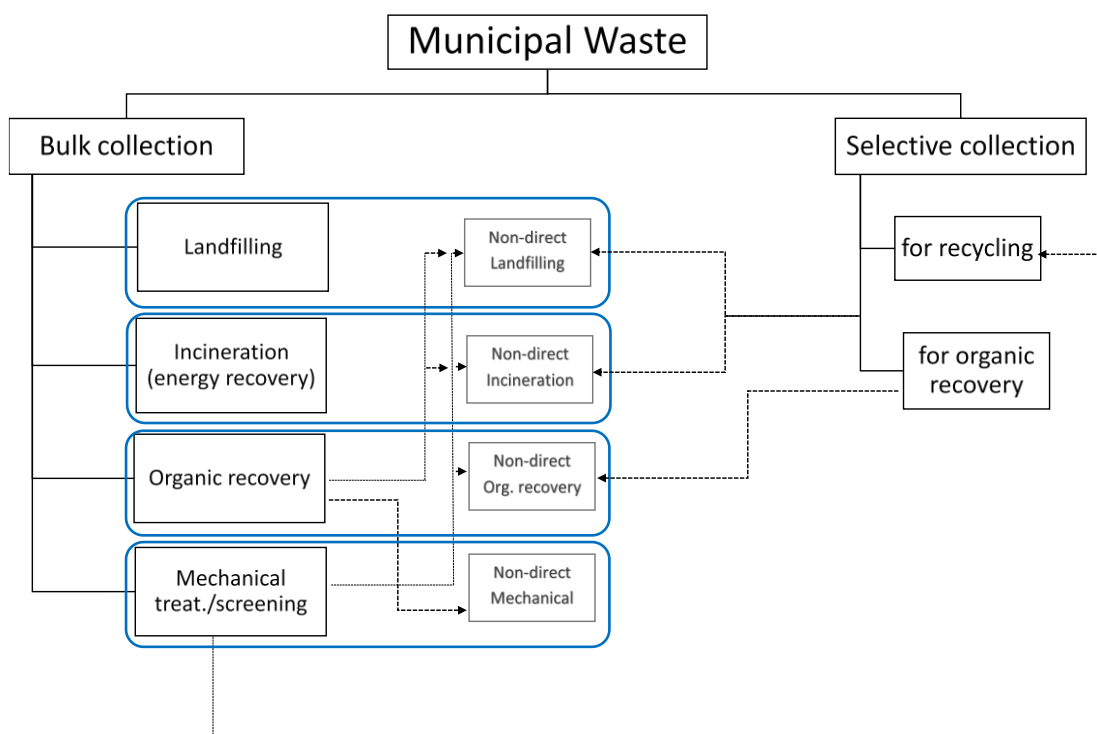 Municipal Waste
Bulk collection
Selective collection
Landfilling
Non-direct
Landfilling
for recycling
Incineration
(energy recovery)
Non-direct
Incineration
for organic
recovery
Organic recovery
Non-direct
Org. recovery
Mechanical
treat./screening
Non-direct
Mechanical